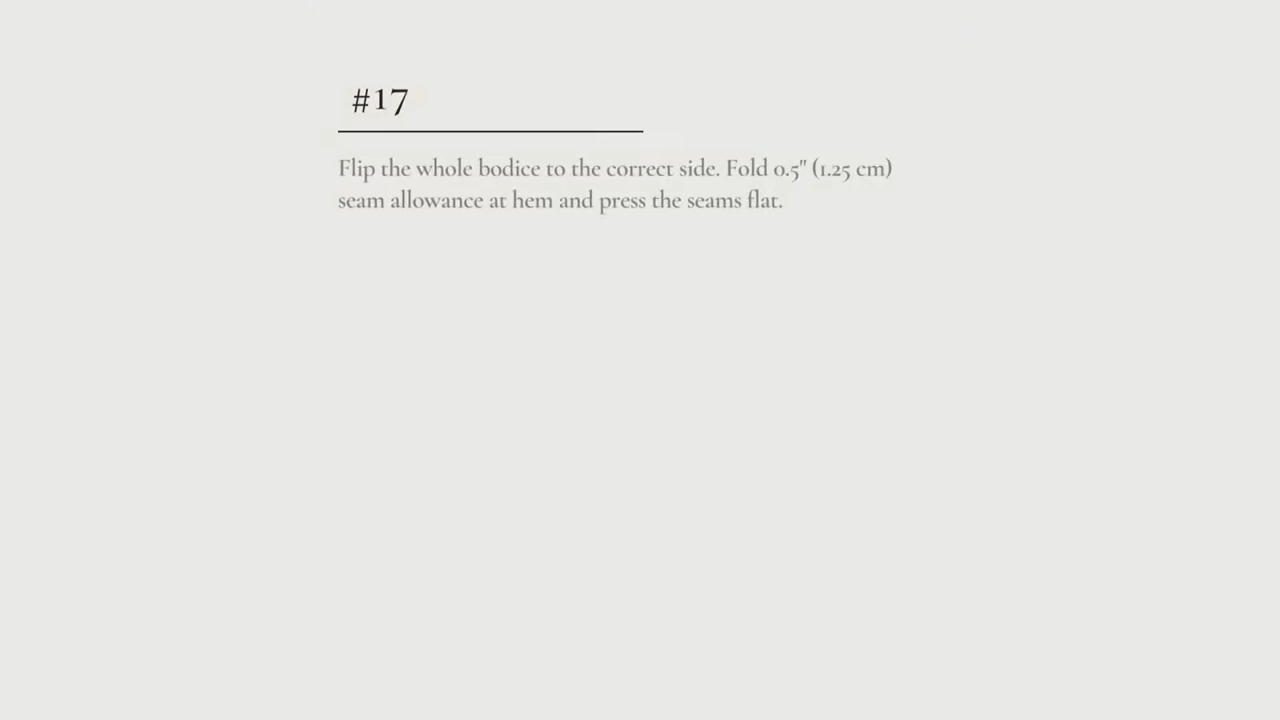 #17
Flip the whole bodice to the correct side. Fold 0.5" (1.25 cm)
seam allowance at hem and press the seams flat.